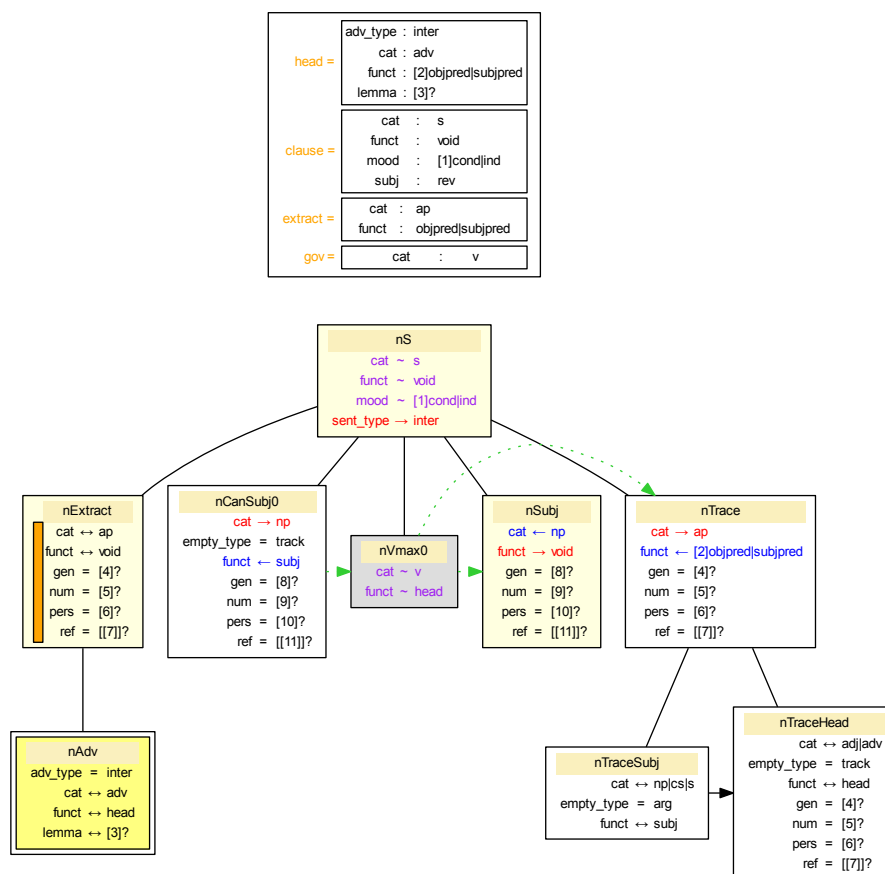 head =
adv_type : inter
cat : adv
funct : [2]objpred|subjpred
lemma : [3]?
clause =
cat : s
funct : void
mood : [1]cond|ind
subj : rev
extract =
cat : ap
funct : objpred|subjpred
gov =
cat : v
nS
cat ~ s
funct ~ void
mood ~ [1]cond|ind
sent_type → inter
nExtract
cat ↔ ap
funct ↔ void
gen = [4]?
num = [5]?
pers = [6]?
ref = [[7]]?
nCanSubj0
cat → np
empty_type = track
funct ← subj
gen = [8]?
num = [9]?
pers = [10]?
ref = [[11]]?
nVmax0
cat ~ v
funct ~ head
nSubj
cat ← np
funct → void
gen = [8]?
num = [9]?
pers = [10]?
ref = [[11]]?
nTrace
cat → ap
funct ← [2]objpred|subjpred
gen = [4]?
num = [5]?
pers = [6]?
ref = [[7]]?
nAdv
adv_type = inter
cat ↔ adv
funct ↔ head
lemma ↔ [3]?
nTraceSubj
cat ↔ np|cs|s
empty_type = arg
funct ↔ subj
nTraceHead
cat ↔ adj|adv
empty_type = track
funct ↔ head
gen = [4]?
num = [5]?
pers = [6]?
ref = [[7]]?